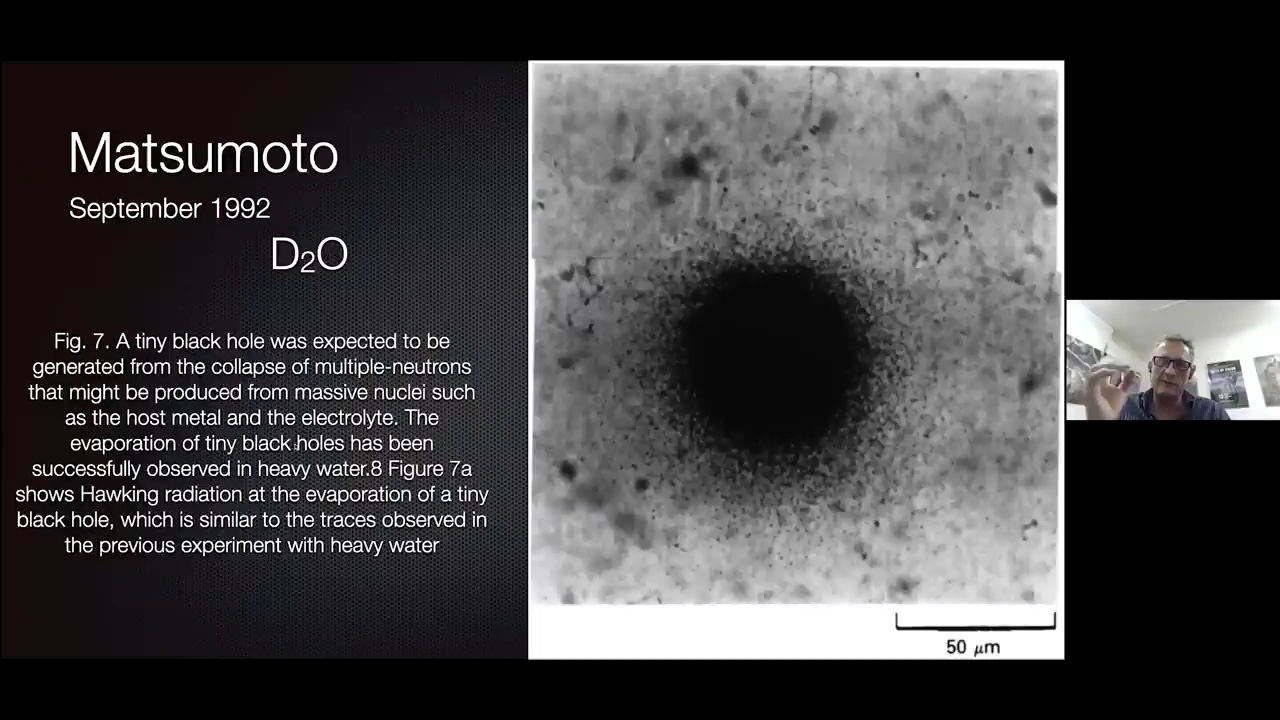 Matsumoto
September 1992
D₂O
Fig. 7. A tiny black hole was expected to be
generated from the collapse of multiple-neutrons
that might be produced from massive nuclei such
as the host metal and the electrolyte. The
evaporation of tiny black holes has been
successfully observed in heavy water.8 Figure 7a
shows Hawking radiation at the evaporation of a tiny
black hole, which is similar to the traces observed in
the previous experiment with heavy water
50 μm